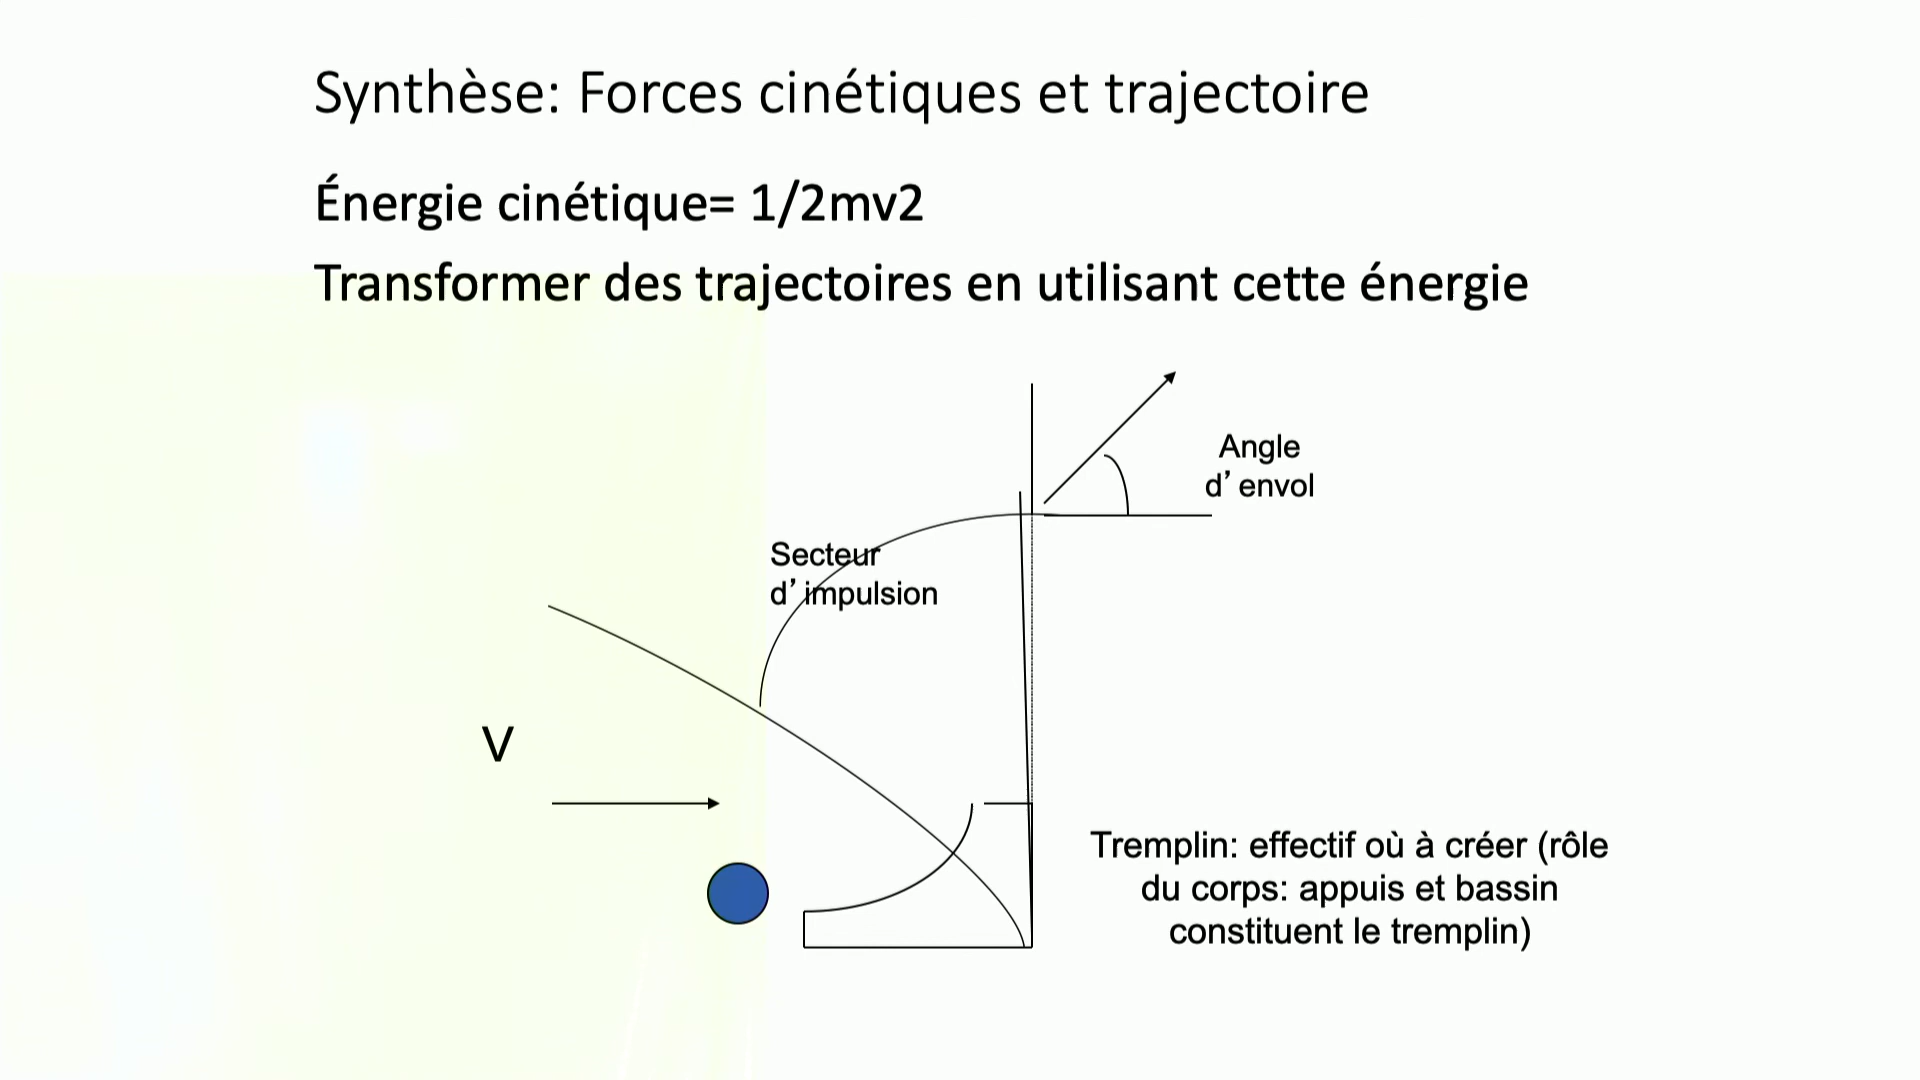 Synthèse: Forces cinétiques et trajectoire
Énergie cinétique= 1/2mv2
Transformer des trajectoires en utilisant cette énergie
Angle
d’envol
Secteur
d’impulsion
V
Tremplin: effectif où à créer (rôle
du corps: appuis et bassin
constituent le tremplin)